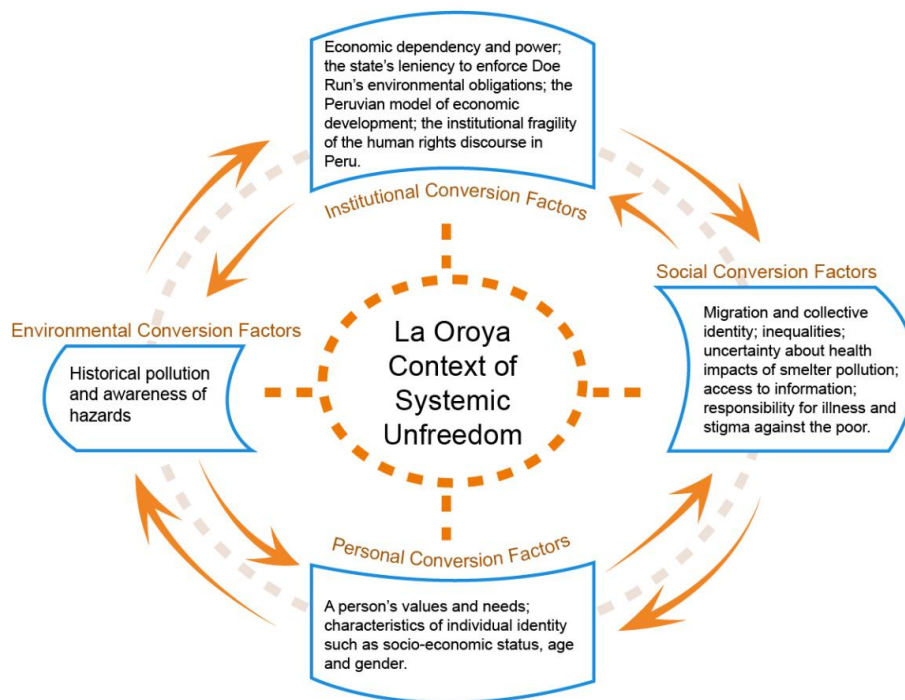 Economic dependency and power;
the state's leniency to enforce Doe
Run's environmental obligations; the
Peruvian model of economic
development; the institutional fragility
of the human rights discourse in
Peru.
Institutional Conversion Factors
Social Conversion Factors
Migration and collective
identity; inequalities;
uncertainty about health
impacts of smelter pollution;
access to information;
responsibility for illness and
stigma against the poor.
Environmental Conversion Factors
Historical pollution
and awareness of
hazards
La Oroya
Context of
Systemic
Unfreedom
Personal Conversion Factors
A person's values and needs;
characteristics of individual identity
such as socio-economic status, age
and gender.